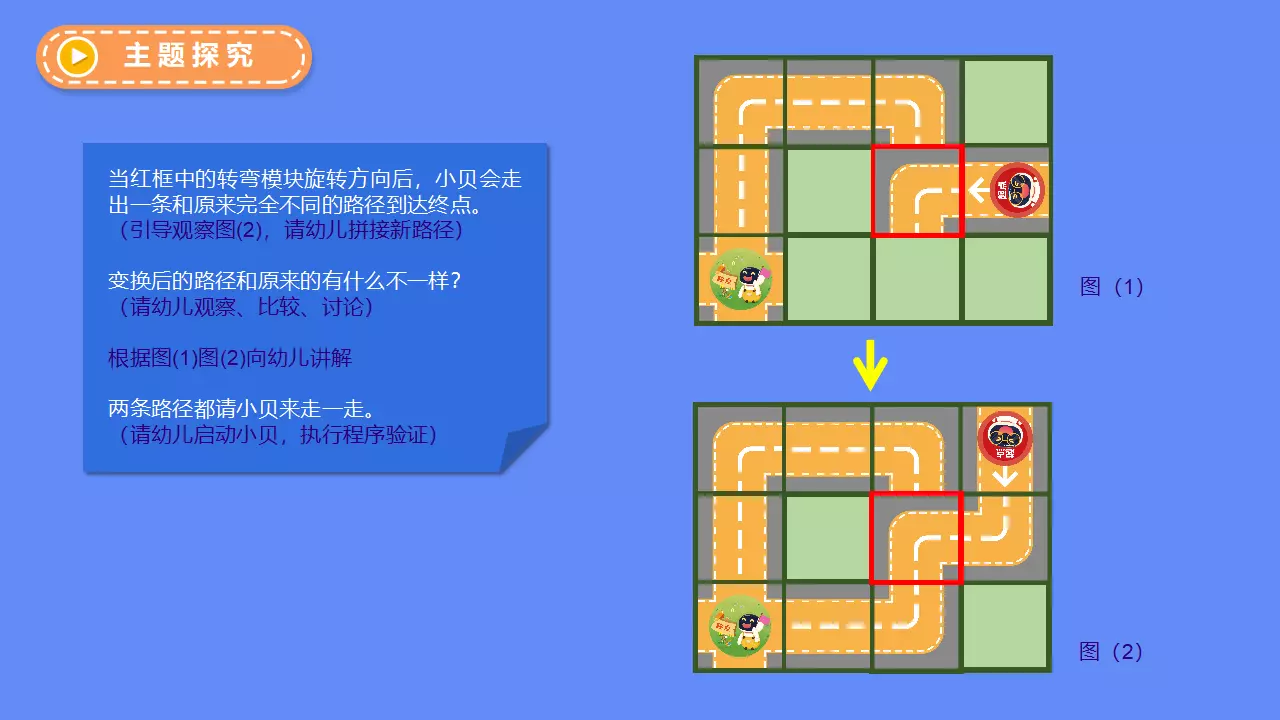 主题探究
当红框中的转弯模块旋转方向后，小贝会走
出一条和原来完全不同的路径到达终点。
（引导观察图(2)，请幼儿拼接新路径）
变换后的路径和原来的有什么不一样?
（请幼儿观察、比较、讨论）
根据图(1)图(2)向幼儿讲解
两条路径都请小贝来走一走。
（请幼儿启动小贝，执行程序验证）
图（1）
图（2）